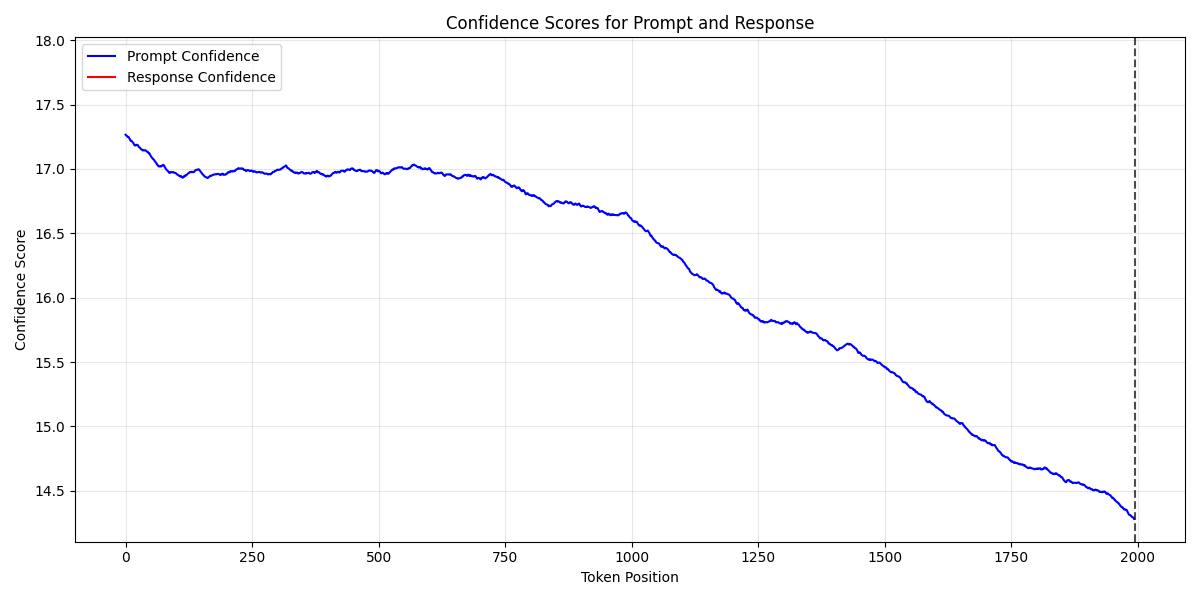 Confidence Scores for Prompt and Response
Prompt Confidence
Response Confidence
Confidence Score
18.0
17.5
17.0
16.5
16.0
15.5
15.0
14.5
0 250 500 750 1000 1250 1500 1750 2000
Token Position